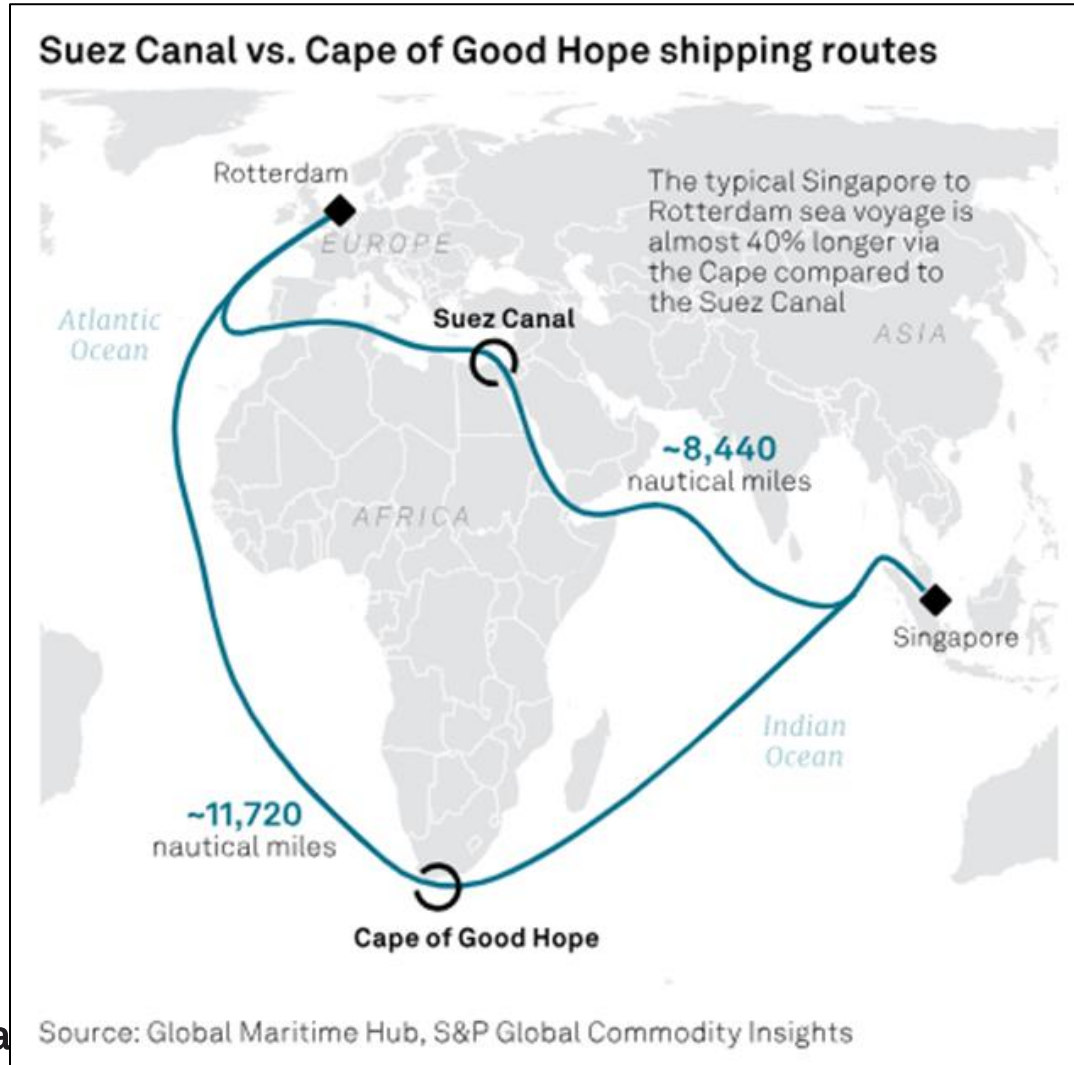 Suez Canal vs. Cape of Good Hope shipping routes
Rotterdam
The typical Singapore to
Rotterdam sea voyage is
almost 40% longer via
the Cape compared to
the Suez Canal
EUROPE
Atlantic
Ocean
Suez Canal
ASIA
~8,440
nautical miles
AFRICA
Singapore
Indian
Ocean
~11,720
nautical miles
Cape of Good Hope
a
Source: Global Maritime Hub, S&P Global Commodity Insights